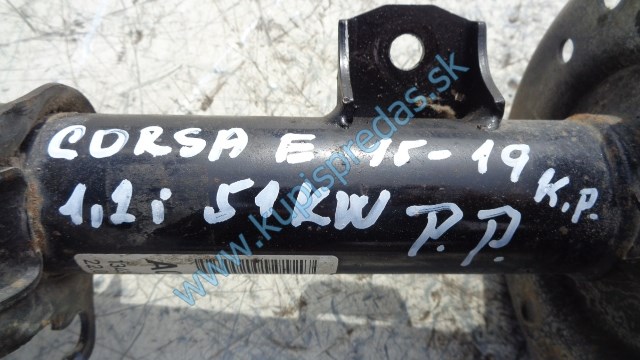 CORSA E 15-19
1,2i 51KW P.P. K.P.
www.kupispredas.sk
A